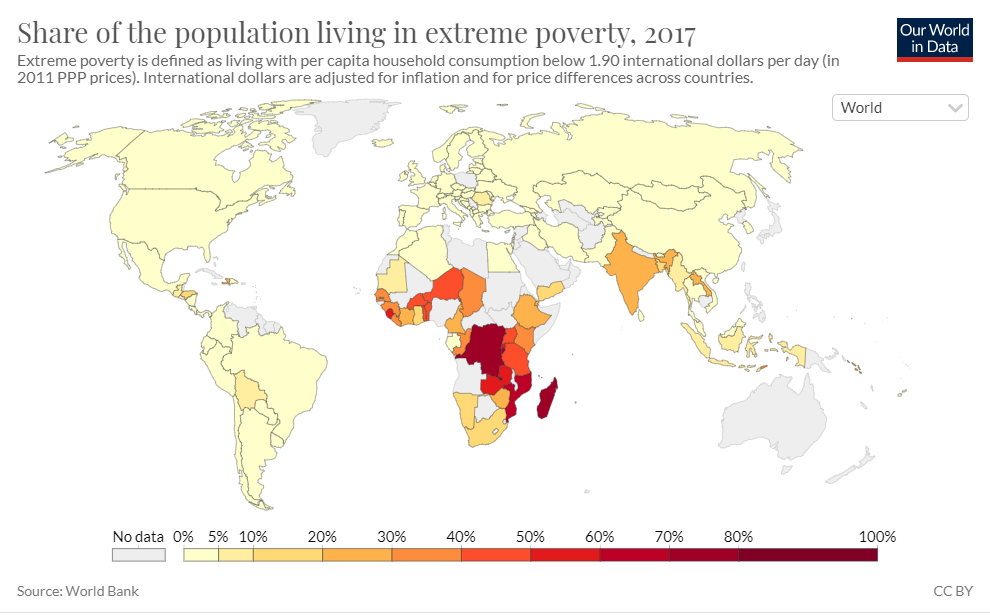 Share of the population living in extreme poverty, 2017
Our World
in Data
Extreme poverty is defined as living with per capita household consumption below 1.90 international dollars per day (in
2011 PPP prices). International dollars are adjusted for inflation and for price differences across countries.
World
No data 0% 5% 10% 20% 30% 40% 50% 60% 70% 80% 100%
Source: World Bank
CC BY